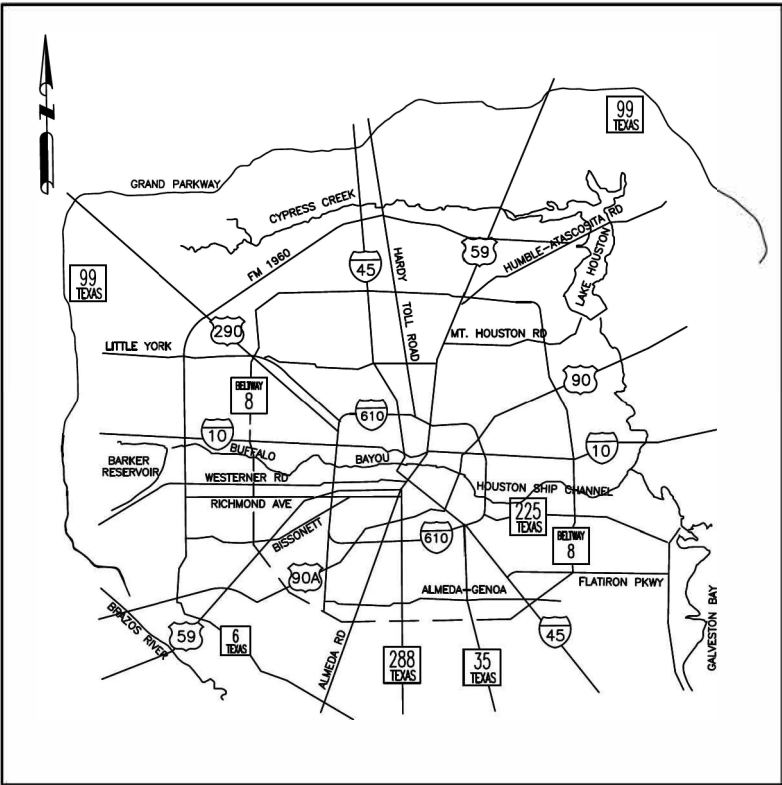 99
TEXAS
GRAND PARKWAY
CYPRESS CREEK
HUMBLE-ATASCOSITA RD
59
FM 1960
45
HARDY
TOLL ROAD
LAKE HOUSTON
99
TEXAS
290
MT. HOUSTON RD
LITTLE YORK
90
BELTWAY
8
610
10
BUFFALO
BAYOU
10
BARKER
RESERVOIR
WESTERNER RD
HOUSTON SHIP CHANNEL
RICHMOND AVE
225
TEXAS
BISSONETT
610
BELTWAY
8
90A
ALMEDA-GENOA
FLATIRON PKWY
BRAZOS RIVER
59
6
TEXAS
ALMEDA RD
288
TEXAS
35
TEXAS
45
GALVESTON BAY